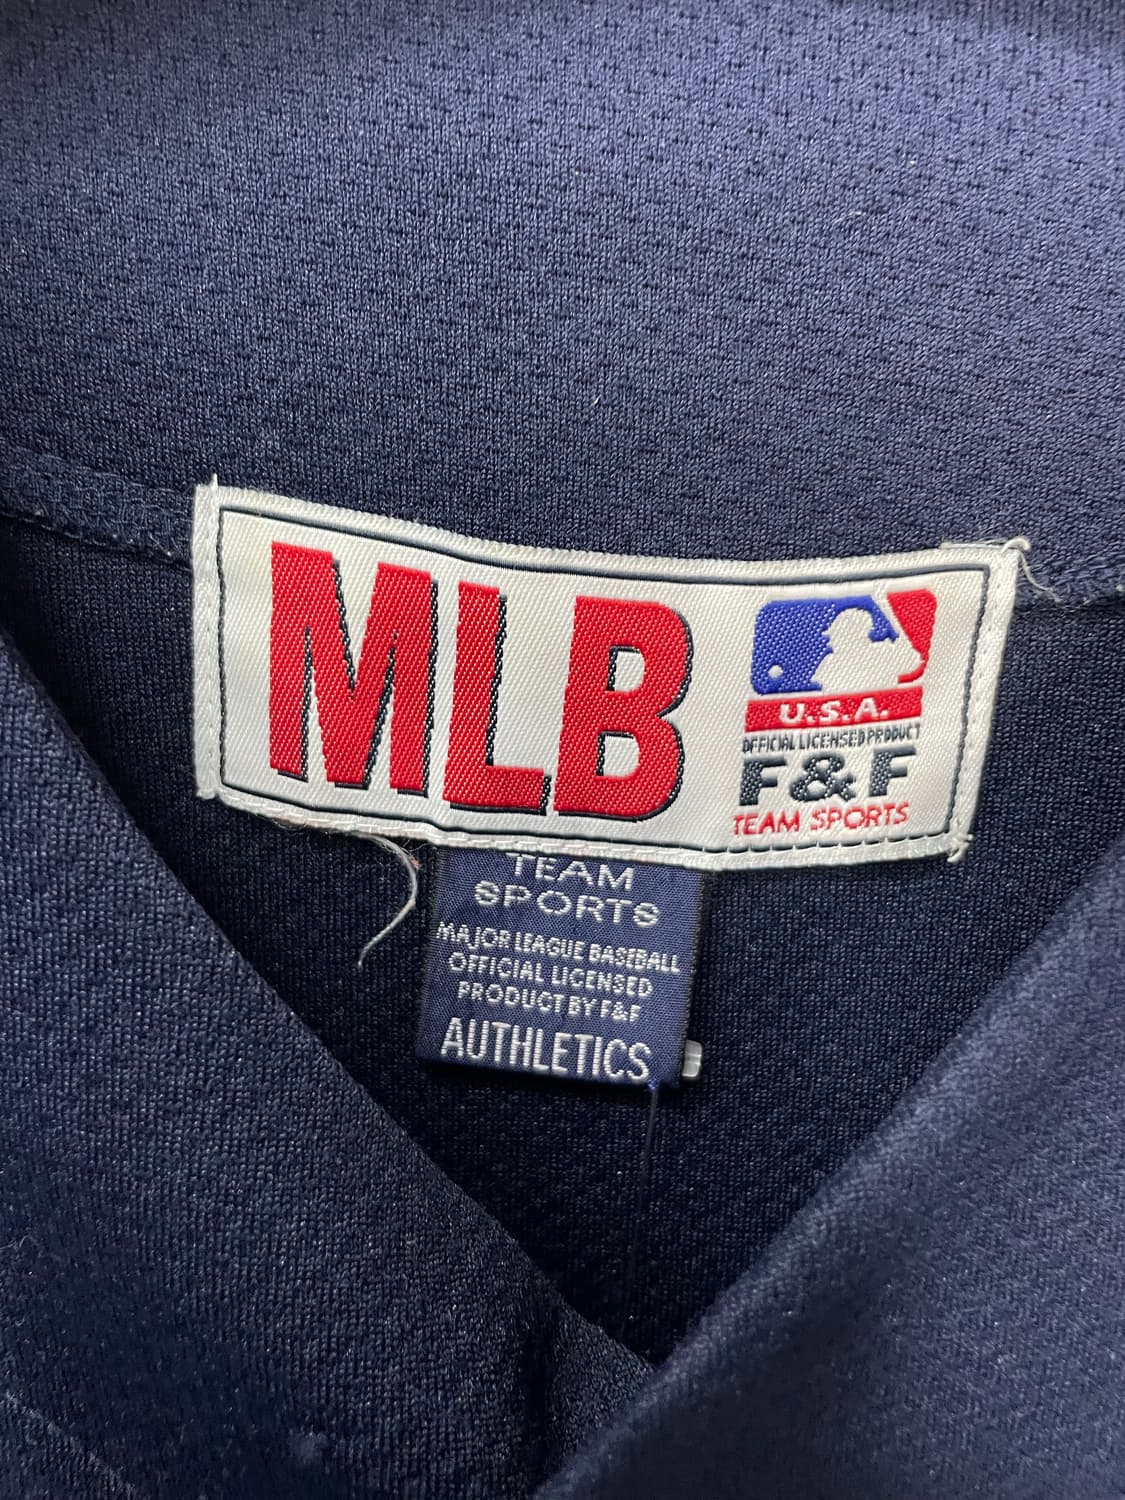 MLB
U.S.A.
OFFICIAL LICENSED PRODUCT
F&F
TEAM SPORTS
TEAM
SPORTS
MAJOR LEAGUE BASEBALL
OFFICIAL LICENSED
PRODUCT BY F&F
AUTHLETICS